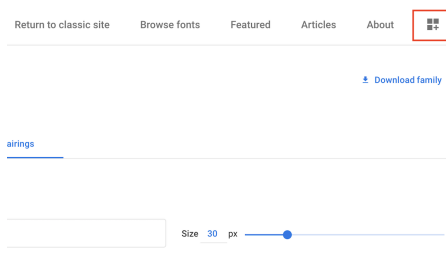 Return to classic site Browse fonts Featured Articles About
Download family
airings
Size 30 px